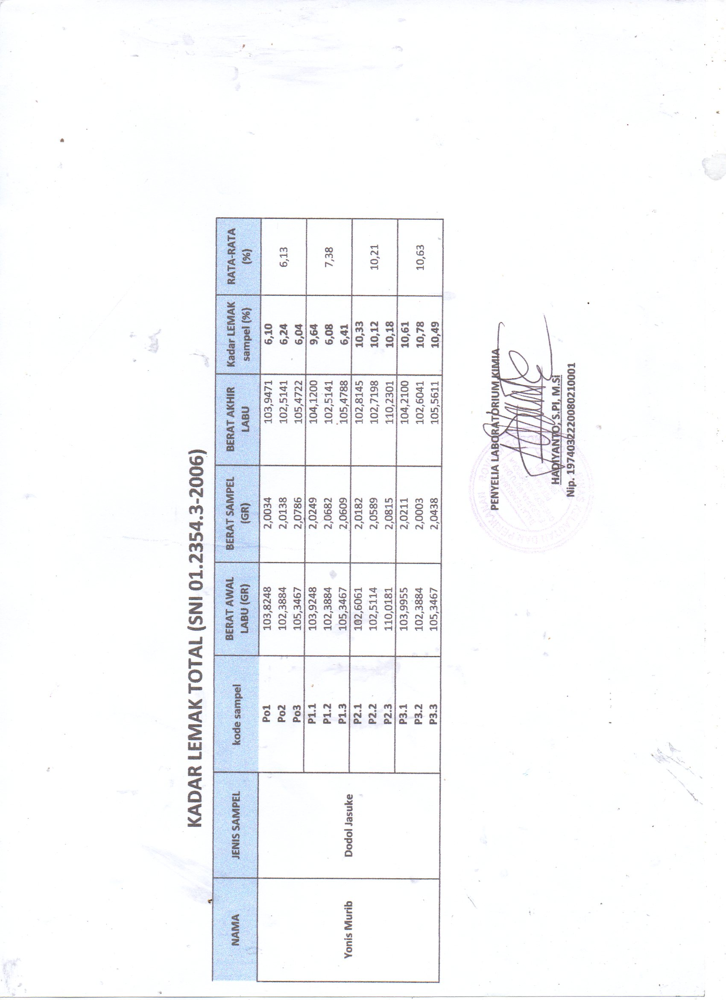 KADAR LEMAK TOTAL (SNI 01.2354.3-2006)
NAMA JENIS SAMPEL kode sampel BERAT AWAL LABU (GR) BERAT SAMPEL (GR) BERAT AKHIR LABU Kadar LEMAK sampel (%) RATA-RATA (%)
Yonis Murib Dodol Jasuke
Po1 103,8248 2,0034 103,9471 6,10
Po2 102,3884 2,0138 102,5141 6,24 6,13
Po3 105,3467 2,0786 105,4722 6,04
P1.1 103,9248 2,0249 104,1200 9,64
P1.2 102,3884 2,0682 102,5141 6,08 7,38
P1.3 105,3467 2,0609 105,4788 6,41
P2.1 102,6061 2,0182 102,8145 10,33
P2.2 102,5114 2,0589 102,7198 10,12 10,21
P2.3 110,0181 2,0815 110,2301 10,18
P3.1 103,9955 2,0211 104,2100 10,61
P3.2 102,3884 2,0003 102,6041 10,78 10,63
P3.3 105,3467 2,0438 105,5611 10,49
PENYELIA LABORATORIUM KIMIA
HADIYANTO, S.PI, M.Si
Nip. 197403222008021000​1